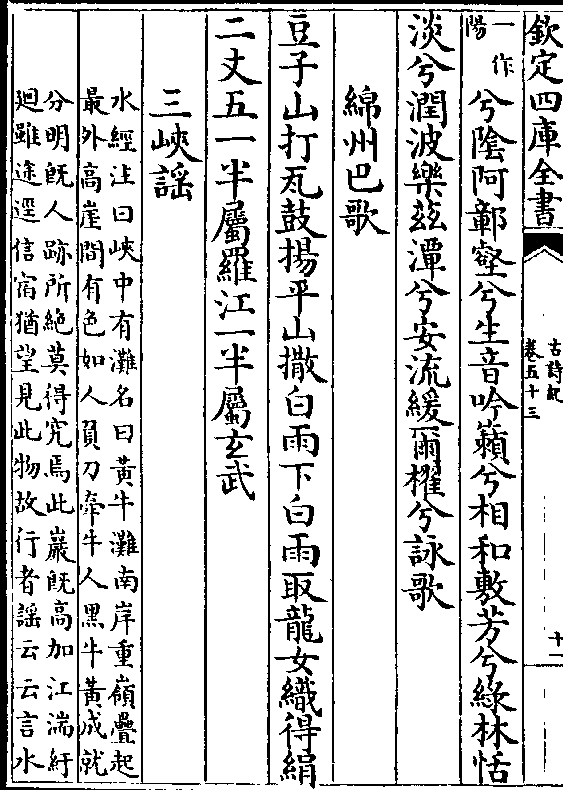 欽定四庫全書
古詩紀
卷五十三
十一
一作
陽
兮隂阿鄣壑兮生音吟籟兮相和敷芳兮緑林恬
淡兮潤波樂兹潭兮安流緩爾櫂兮詠歌
綿州巴歌
豆子山打瓦鼓揚平山撒白雨下白雨取龍女織得絹
二丈五一半屬羅江一半屬玄武
三峽謡
水經注曰峽中有灘名曰黄牛灘南岸重嶺疊起
最外高崖間有色如人負刀牽牛人黒牛黄成就
分明既人跡所絶莫得究焉此巖既高加江湍紆
廻雖途逕信宿猶望見此物故行者謡云云言水